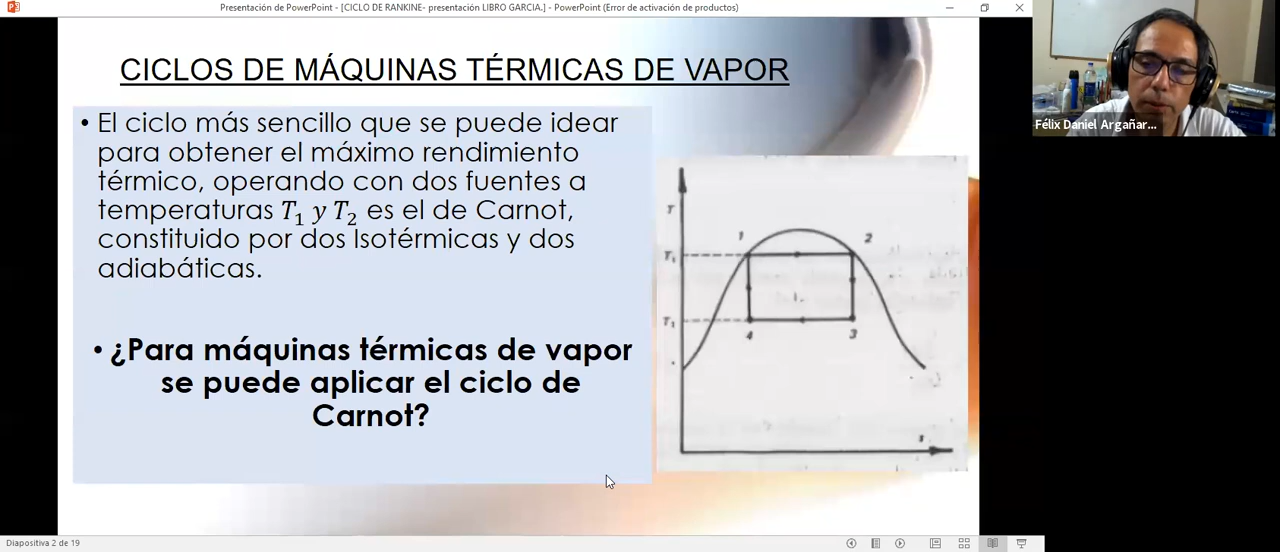 Presentación de PowerPoint - [CICLO DE RANKINE- presentación LIBRO GARCIA.] - PowerPoint (Error de activación de productos)
CICLOS DE MÁQUINAS TÉRMICAS DE VAPOR
• El ciclo más sencillo que se puede idear
para obtener el máximo rendimiento
térmico, operando con dos fuentes a
temperaturas T₁ y T₂ es el de Carnot,
constituido por dos Isotérmicas y dos
adiabáticas.
• ¿Para máquinas térmicas de vapor
se puede aplicar el ciclo de
Carnot?
T
1
2
T₁
4
3
Félix Daniel Argañar...
Diapositiva 2 de 19